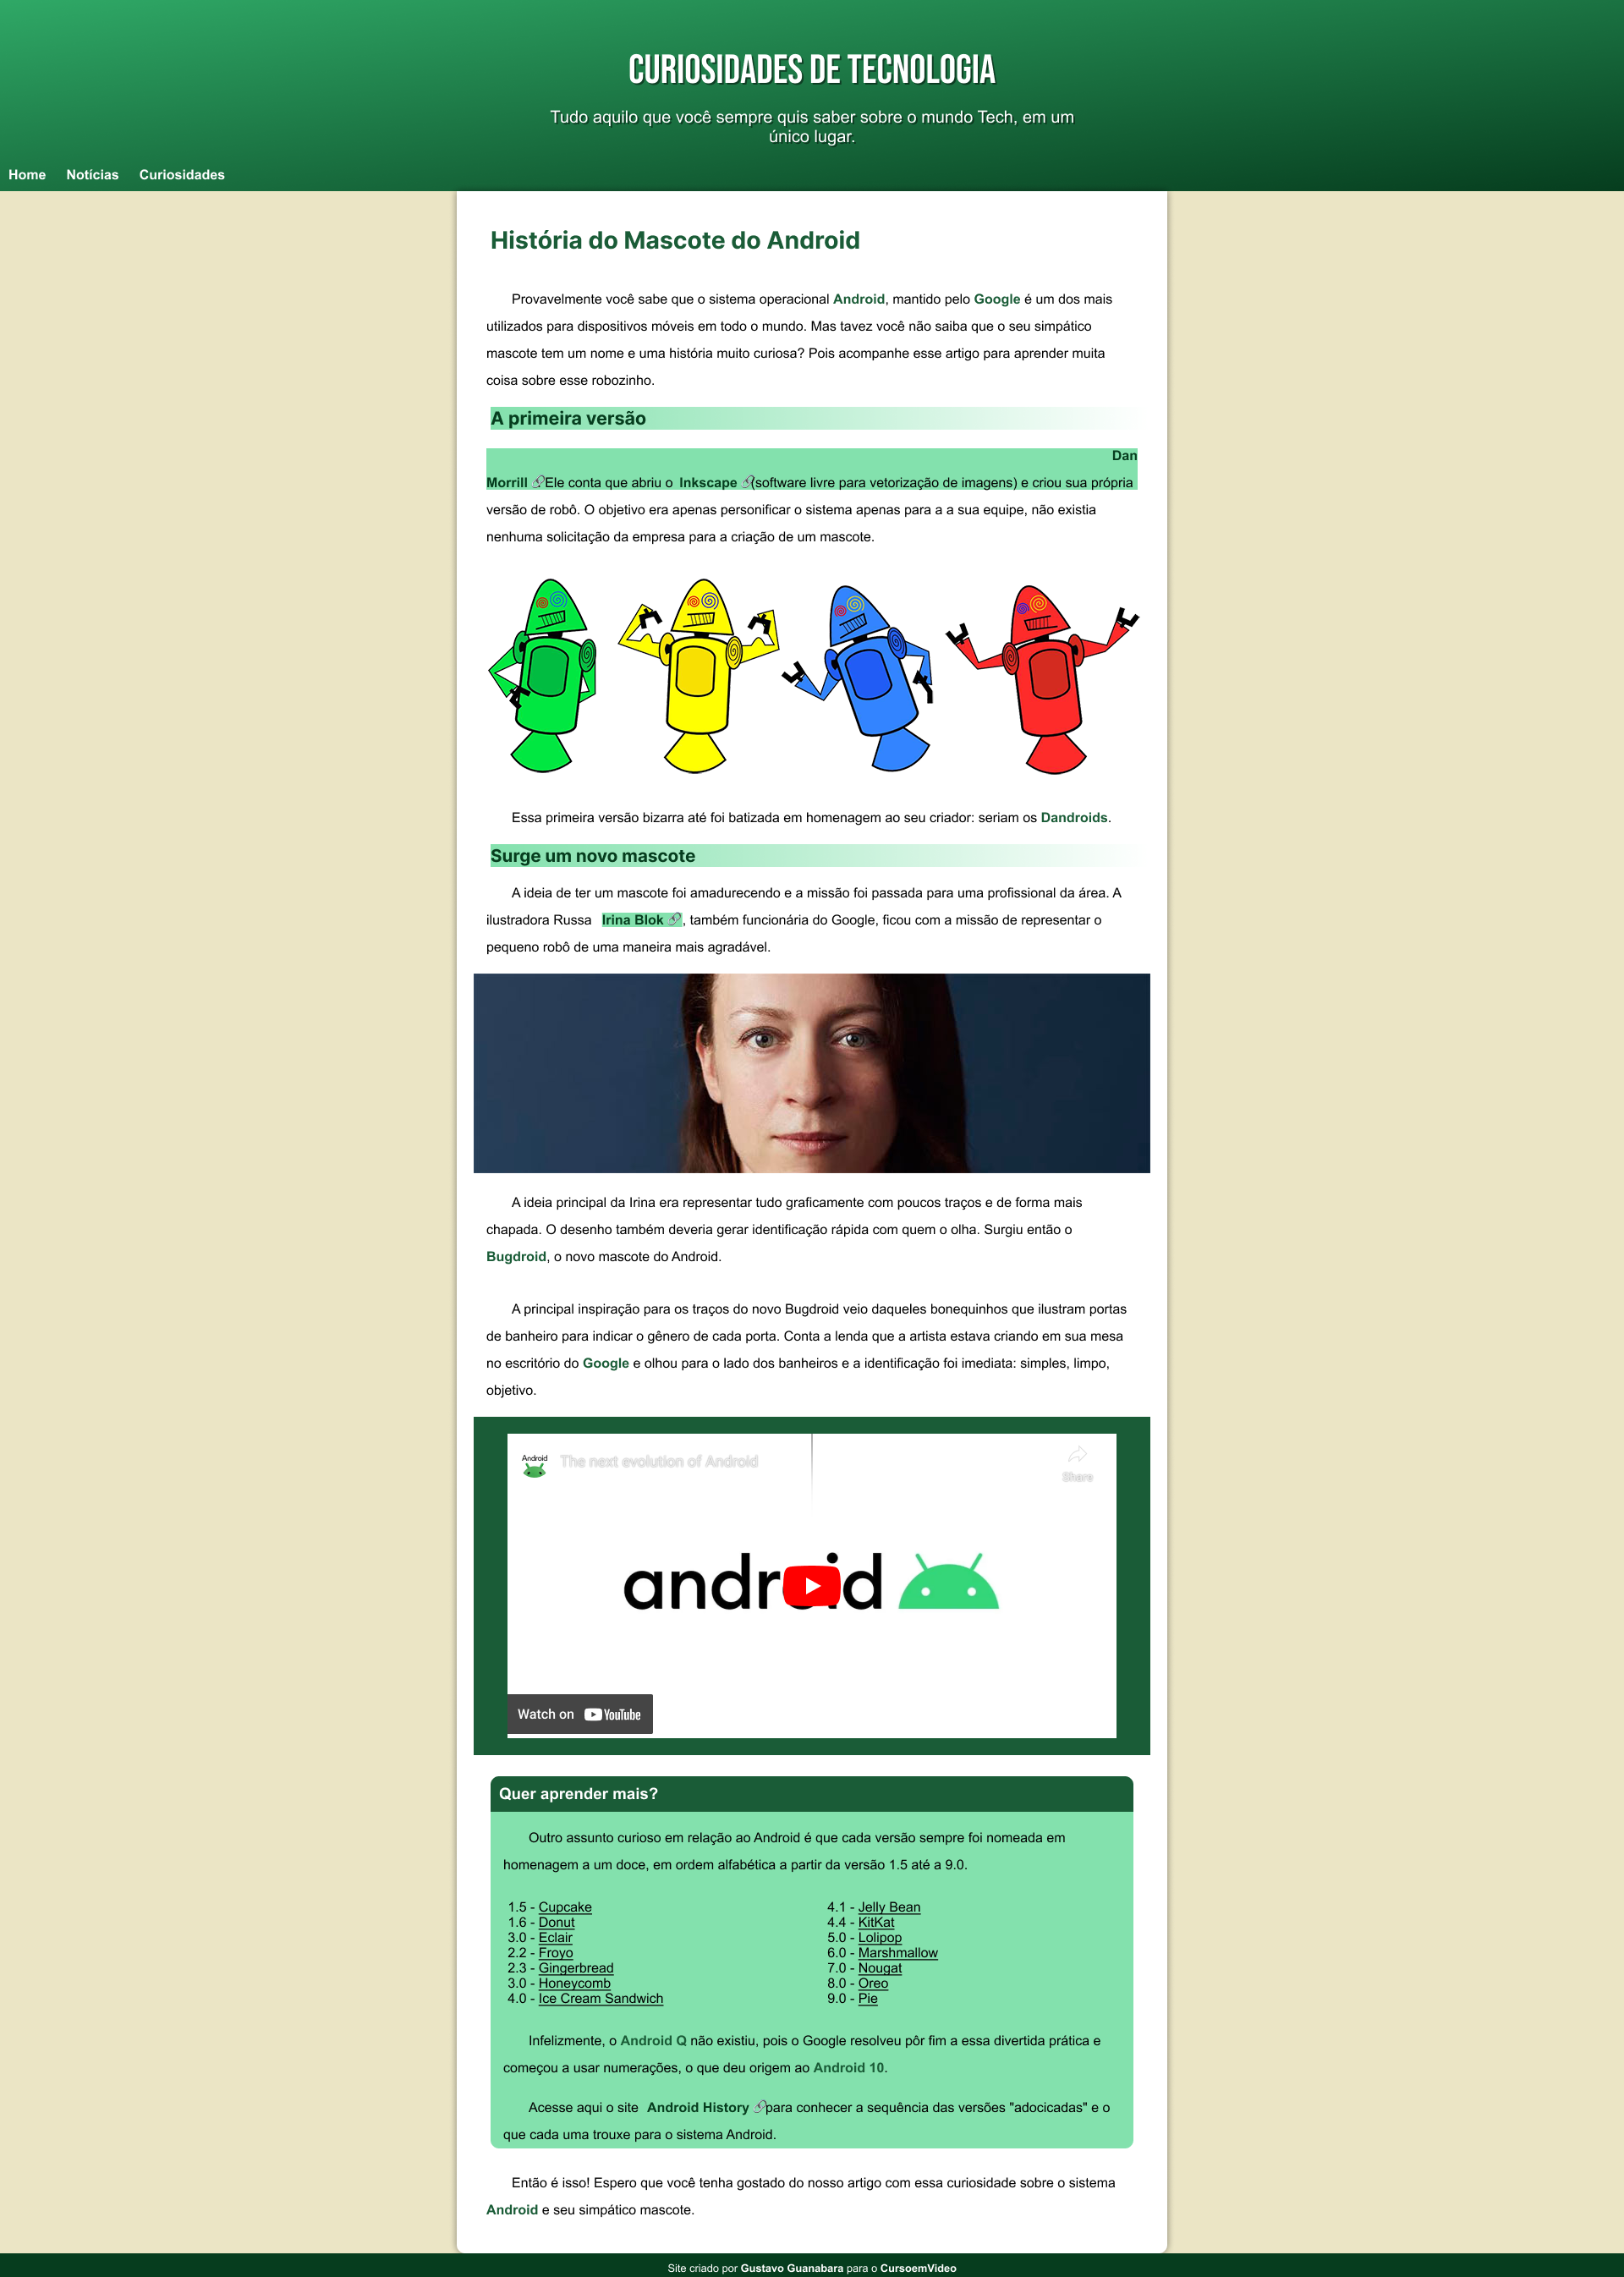 CURIOSIDADES DE TECNOLOGIA
Tudo aquilo que você sempre quis saber sobre o mundo Tech, em um
único lugar.
Home Notícias Curiosidades
História do Mascote do Android
Provavelmente você sabe que o sistema operacional Android, mantido pelo Google é um dos mais
utilizados para dispositivos móveis em todo o mundo. Mas tavez você não saiba que o seu simpático
mascote tem um nome e uma história muito curiosa? Pois acompanhe esse artigo para aprender muita
coisa sobre esse robozinho.
A primeira versão
Dan
Morrill Ele conta que abriu o Inkscape (software livre para vetorização de imagens) e criou sua própria
versão de robô. O objetivo era apenas personificar o sistema apenas para a a sua equipe, não existia
nenhuma solicitação da empresa para a criação de um mascote.
Essa primeira versão bizarra até foi batizada em homenagem ao seu criador: seriam os Dandroids.
Surge um novo mascote
A ideia de ter um mascote foi amadurecendo e a missão foi passada para uma profissional da área. A
ilustradora Russa Irina Blok , também funcionária do Google, ficou com a missão de representar o
pequeno robô de uma maneira mais agradável.
A ideia principal da Irina era representar tudo graficamente com poucos traços e de forma mais
chapada. O desenho também deveria gerar identificação rápida com quem o olha. Surgiu então o
Bugdroid, o novo mascote do Android.
A principal inspiração para os traços do novo Bugdroid veio daqueles bonequinhos que ilustram portas
de banheiro para indicar o gênero de cada porta. Conta a lenda que a artista estava criando em sua mesa
no escritório do Google e olhou para o lado dos banheiros e a identificação foi imediata: simples, limpo,
objetivo.
Android The next evolution of Android
Share
android
Watch on YouTube
Quer aprender mais?
Outro assunto curioso em relação ao Android é que cada versão sempre foi nomeada em
homenagem a um doce, em ordem alfabética a partir da versão 1.5 até a 9.0.
1.5 - Cupcake
1.6 - Donut
3.0 - Eclair
2.2 - Froyo
2.3 - Gingerbread
3.0 - Honeycomb
4.0 - Ice Cream Sandwich
4.1 - Jelly Bean
4.4 - KitKat
5.0 - Lolipop
6.0 - Marshmallow
7.0 - Nougat
8.0 - Oreo
9.0 - Pie
Infelizmente, o Android Q não existiu, pois o Google resolveu pôr fim a essa divertida prática e
começou a usar numerações, o que deu origem ao Android 10.
Acesse aqui o site Android History para conhecer a sequência das versões "adocicadas" e o
que cada uma trouxe para o sistema Android.
Então é isso! Espero que você tenha gostado do nosso artigo com essa curiosidade sobre o sistema
Android e seu simpático mascote.
Site criado por Gustavo Guanabara para o CursoemVideo